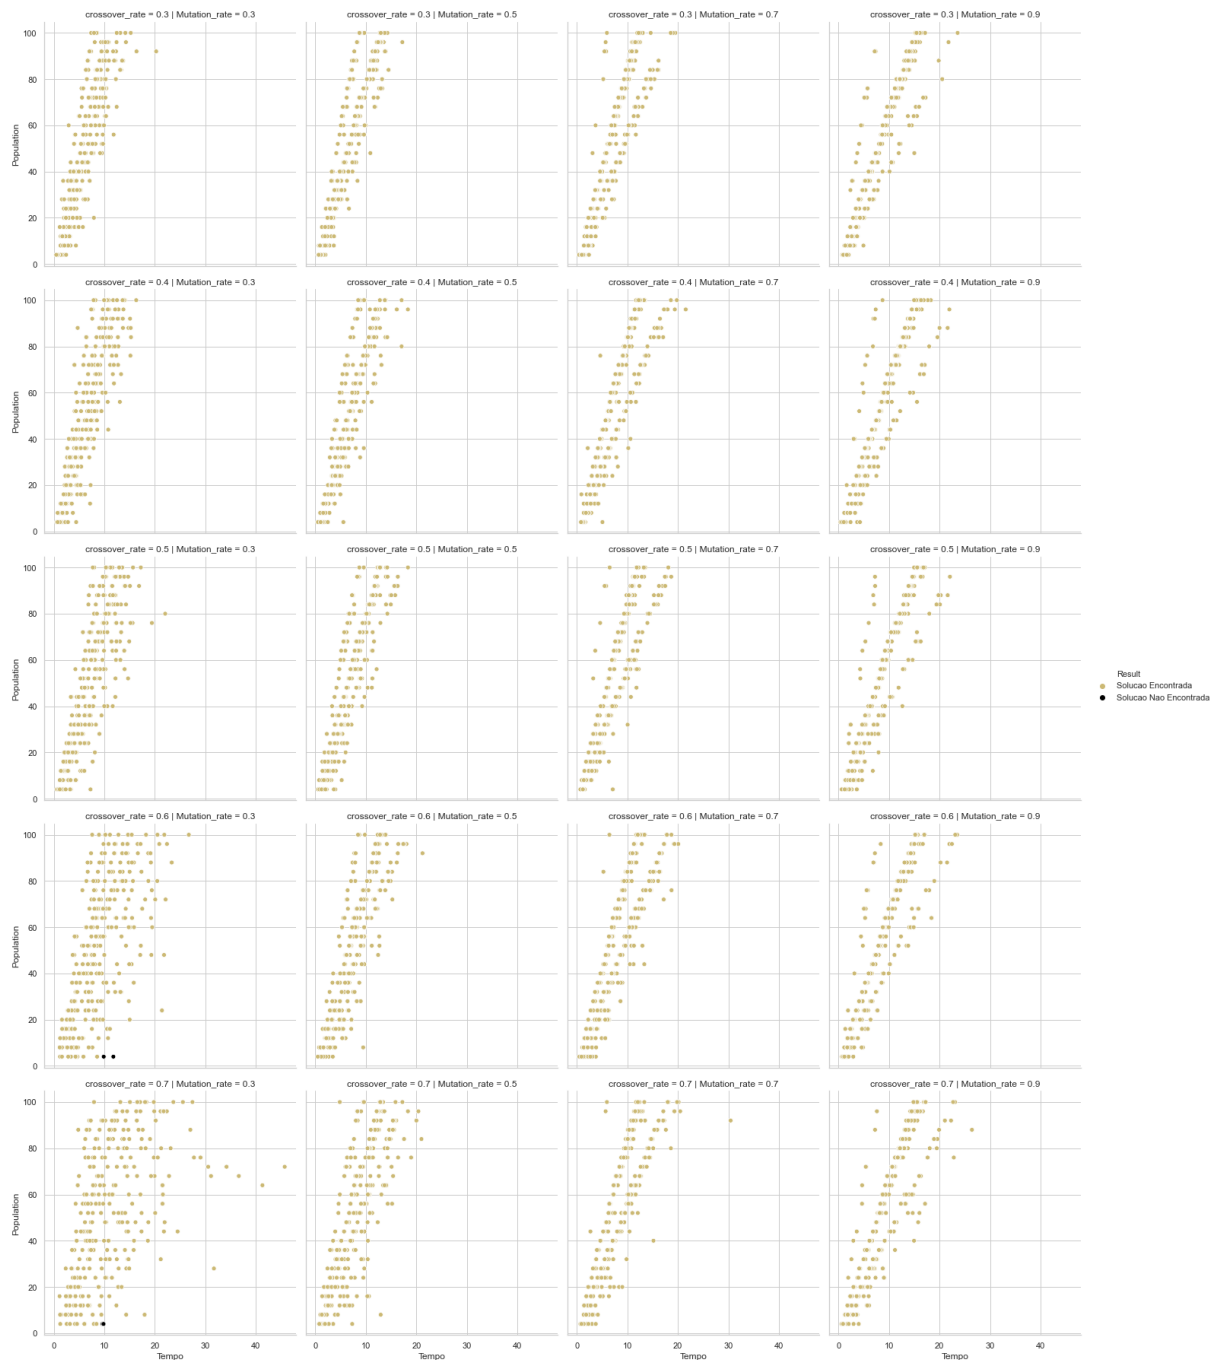 crossover_rate = 0.3 | Mutation_rate = 0.3
crossover_rate = 0.3 | Mutation_rate = 0.5
crossover_rate = 0.3 | Mutation_rate = 0.7
crossover_rate = 0.3 | Mutation_rate = 0.9
100
80
60
40
20
0
Population
crossover_rate = 0.4 | Mutation_rate = 0.3
crossover_rate = 0.4 | Mutation_rate = 0.5
crossover_rate = 0.4 | Mutation_rate = 0.7
crossover_rate = 0.4 | Mutation_rate = 0.9
100
80
60
40
20
0
Population
crossover_rate = 0.5 | Mutation_rate = 0.3
crossover_rate = 0.5 | Mutation_rate = 0.5
crossover_rate = 0.5 | Mutation_rate = 0.7
crossover_rate = 0.5 | Mutation_rate = 0.9
100
80
60
40
20
0
Population
Result
Solucao Encontrada
Solucao Nao Encontrada
crossover_rate = 0.6 | Mutation_rate = 0.3
crossover_rate = 0.6 | Mutation_rate = 0.5
crossover_rate = 0.6 | Mutation_rate = 0.7
crossover_rate = 0.6 | Mutation_rate = 0.9
100
80
60
40
20
0
Population
crossover_rate = 0.7 | Mutation_rate = 0.3
crossover_rate = 0.7 | Mutation_rate = 0.5
crossover_rate = 0.7 | Mutation_rate = 0.7
crossover_rate = 0.7 | Mutation_rate = 0.9
100
80
60
40
20
0
Population
0 10 20 30 40
Tempo
0 10 20 30 40
Tempo
0 10 20 30 40
Tempo
0 10 20 30 40
Tempo